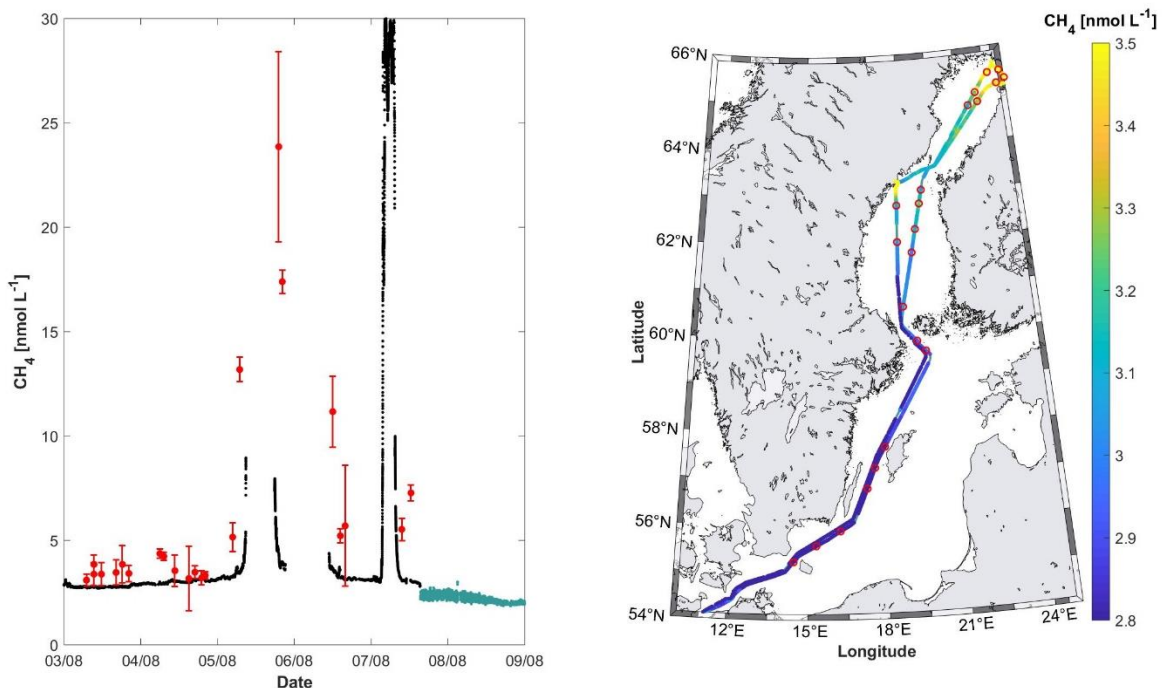 30
25
20
15
10
5
0
CH4 [nmol L-1]
03/08 04/08 05/08 06/08 07/08 08/08 09/08
Date
66°N
64°N
62°N
60°N
58°N
56°N
54°N
Latitude
12°E 15°E 18°E 21°E 24°E
Longitude
CH4 [nmol L-1]
3.5
3.4
3.3
3.2
3.1
3
2.9
2.8